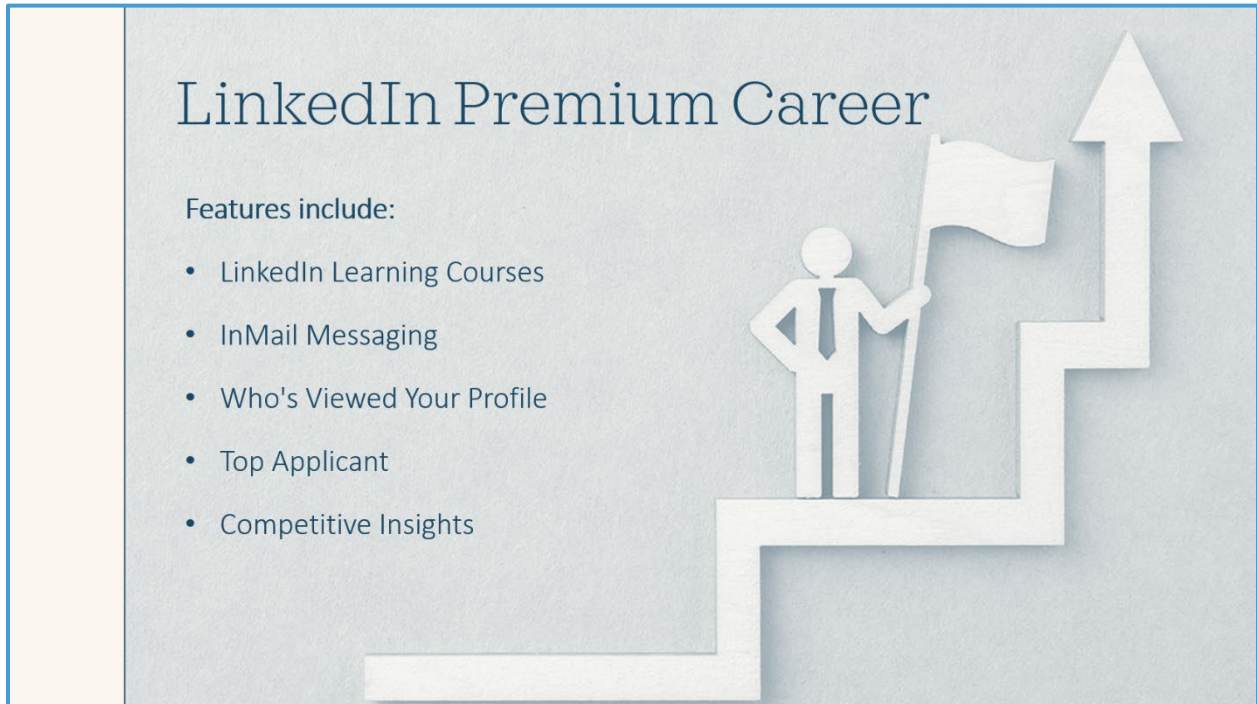 LinkedIn Premium Career
Features include:
• LinkedIn Learning Courses
• InMail Messaging
• Who's Viewed Your Profile
• Top Applicant
• Competitive Insights